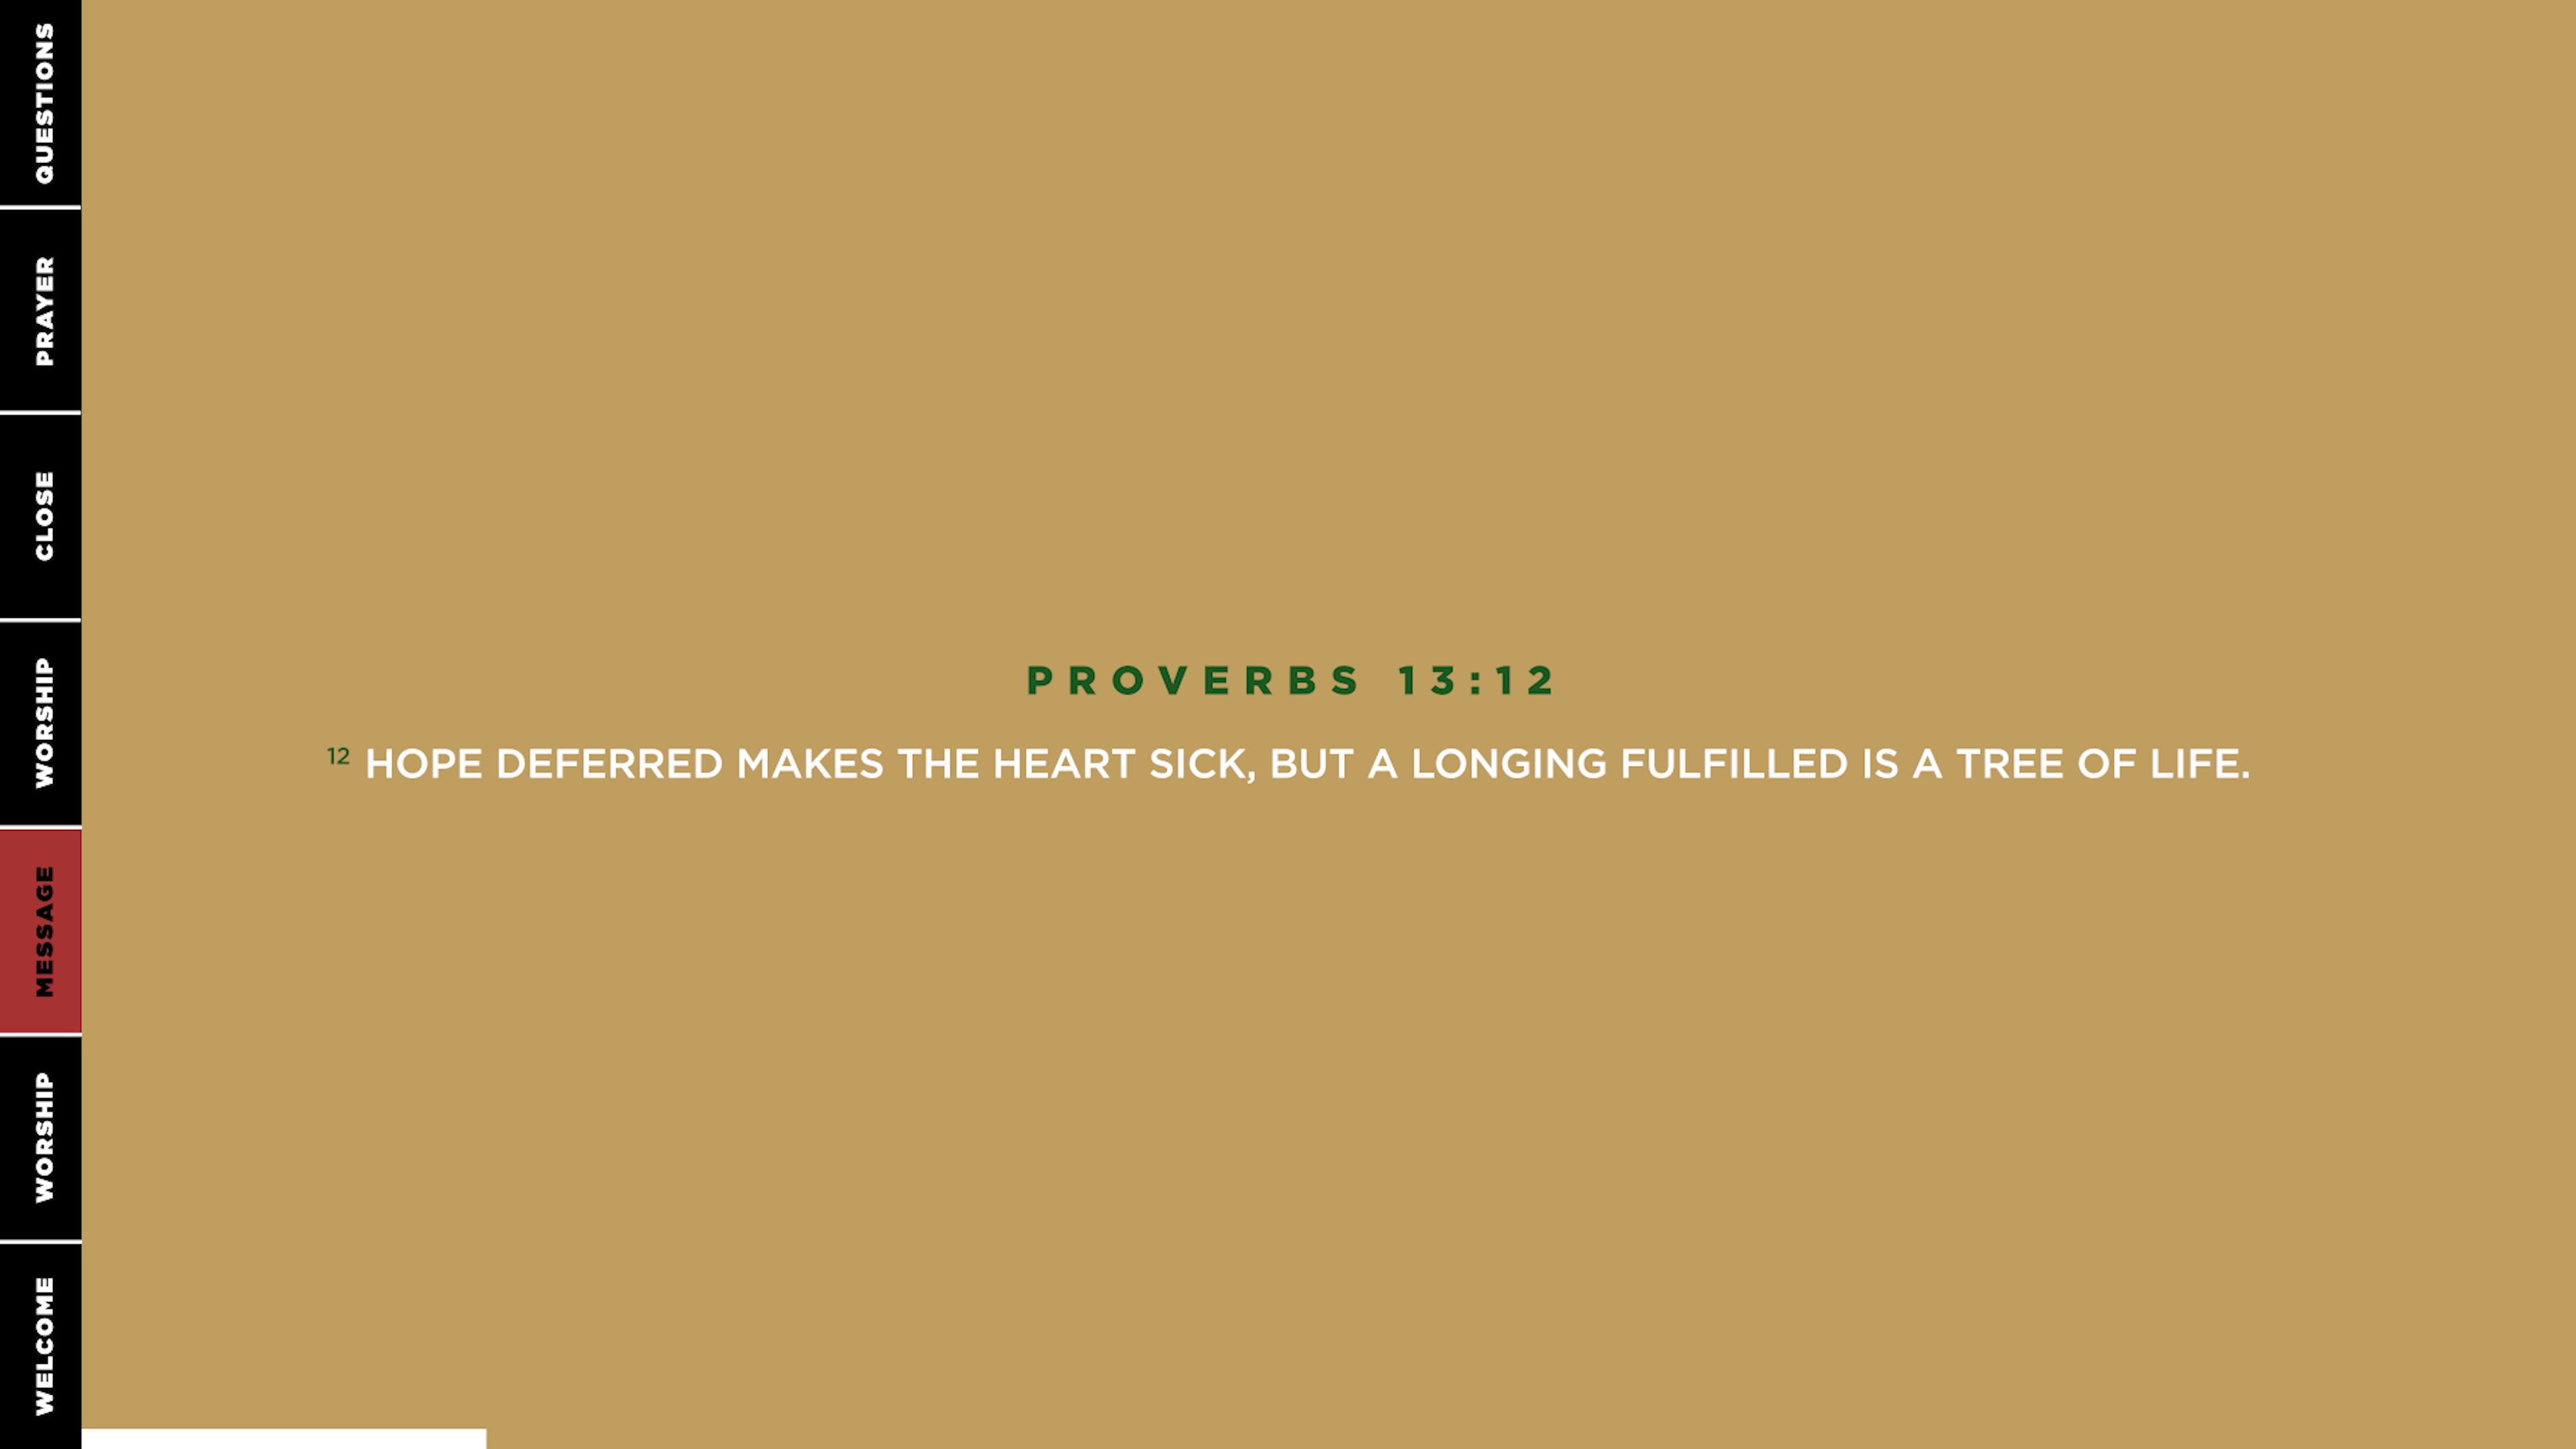 QUESTIONS
PRAYER
CLOSE
WORSHIP
MESSAGE
WORSHIP
WELCOME
PROVERBS 13:12
12 HOPE DEFERRED MAKES THE HEART SICK, BUT A LONGING FULFILLED IS A TREE OF LIFE.